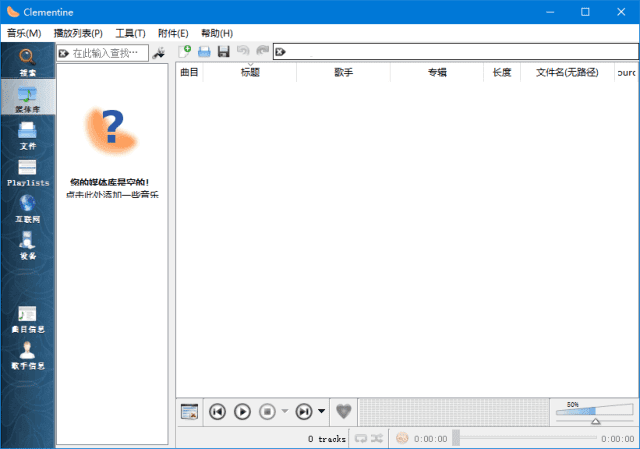 Clementine
音乐(M) 播放列表(P) 工具(T) 附件(E) 帮助(H)
搜索
在此输入查找…
媒体库
曲目 标题 歌手 专辑 长度 文件名(无路径) ourc
文件
Playlists
您的媒体库是空的!
点击此处添加一些音乐
互联网
设备
曲目信息
歌手信息
50%
0 tracks 0:00:00 0:00:00